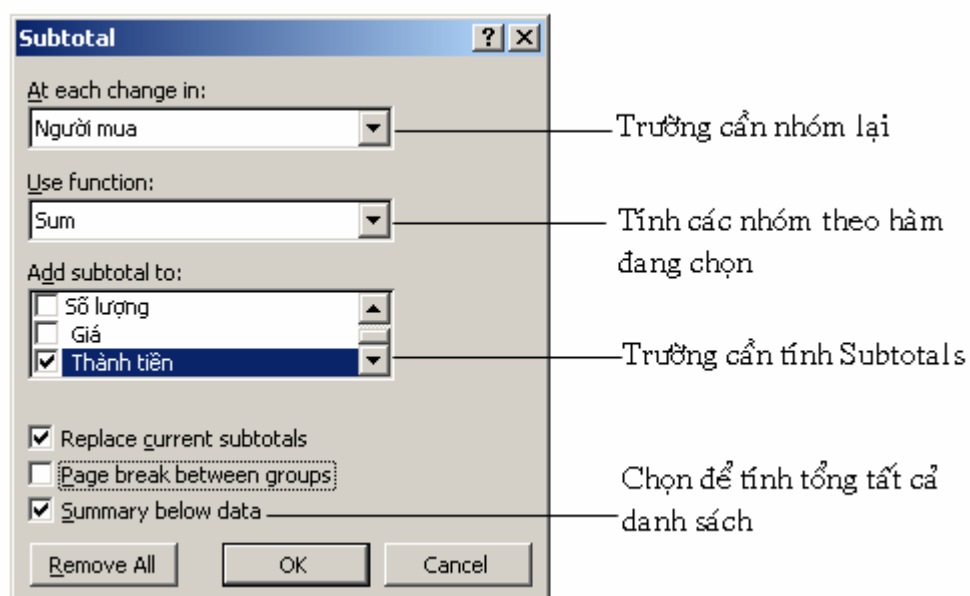 Subtotal
At each change in:
Người mua
Trường cần nhóm lại
Use function:
Sum
Tính các nhóm theo hàm
đang chọn
Add subtotal to:
Số lượng
Giá
Thành tiền
Trường cần tính Subtotals
Replace current subtotals
Page break between groups
Summary below data
Chọn để tính tổng tất cả
danh sách
Remove All
OK
Cancel